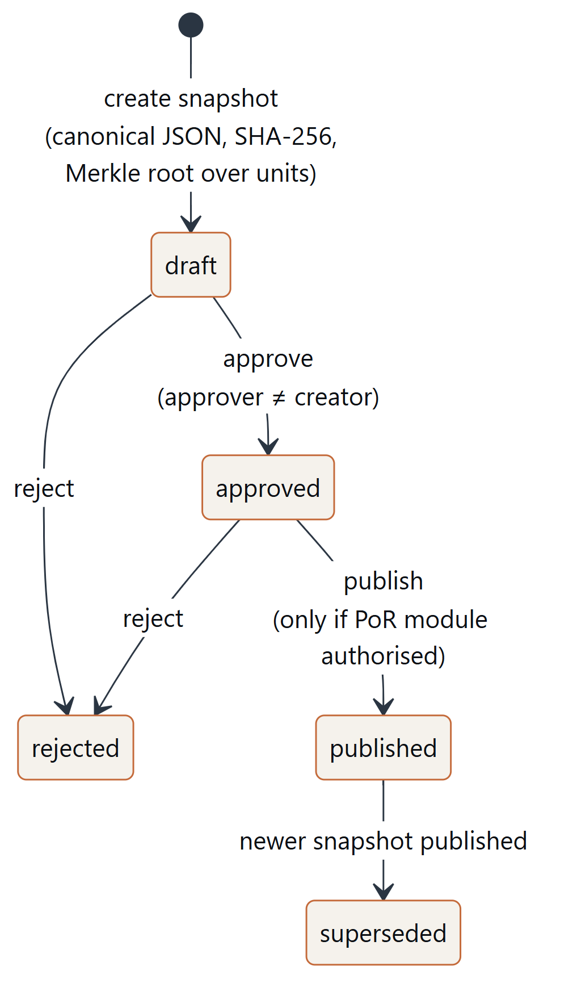 create snapshot
(canonical JSON, SHA-256,
Merkle root over units)
draft
approve
(approver ≠ creator)
reject
approved
publish
(only if PoR module
authorised)
reject
rejected
published
newer snapshot published
superseded